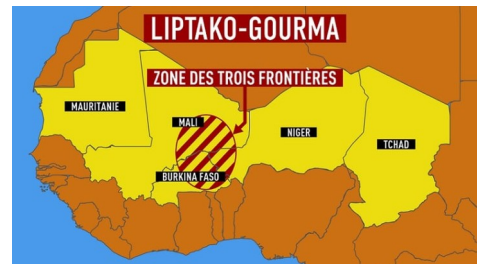 LIPTAKO-GOURMA
ZONE DES TROIS FRONTIÈRES
MAURITANIE
MALI
NIGER
TCHAD
BURKINA FASO